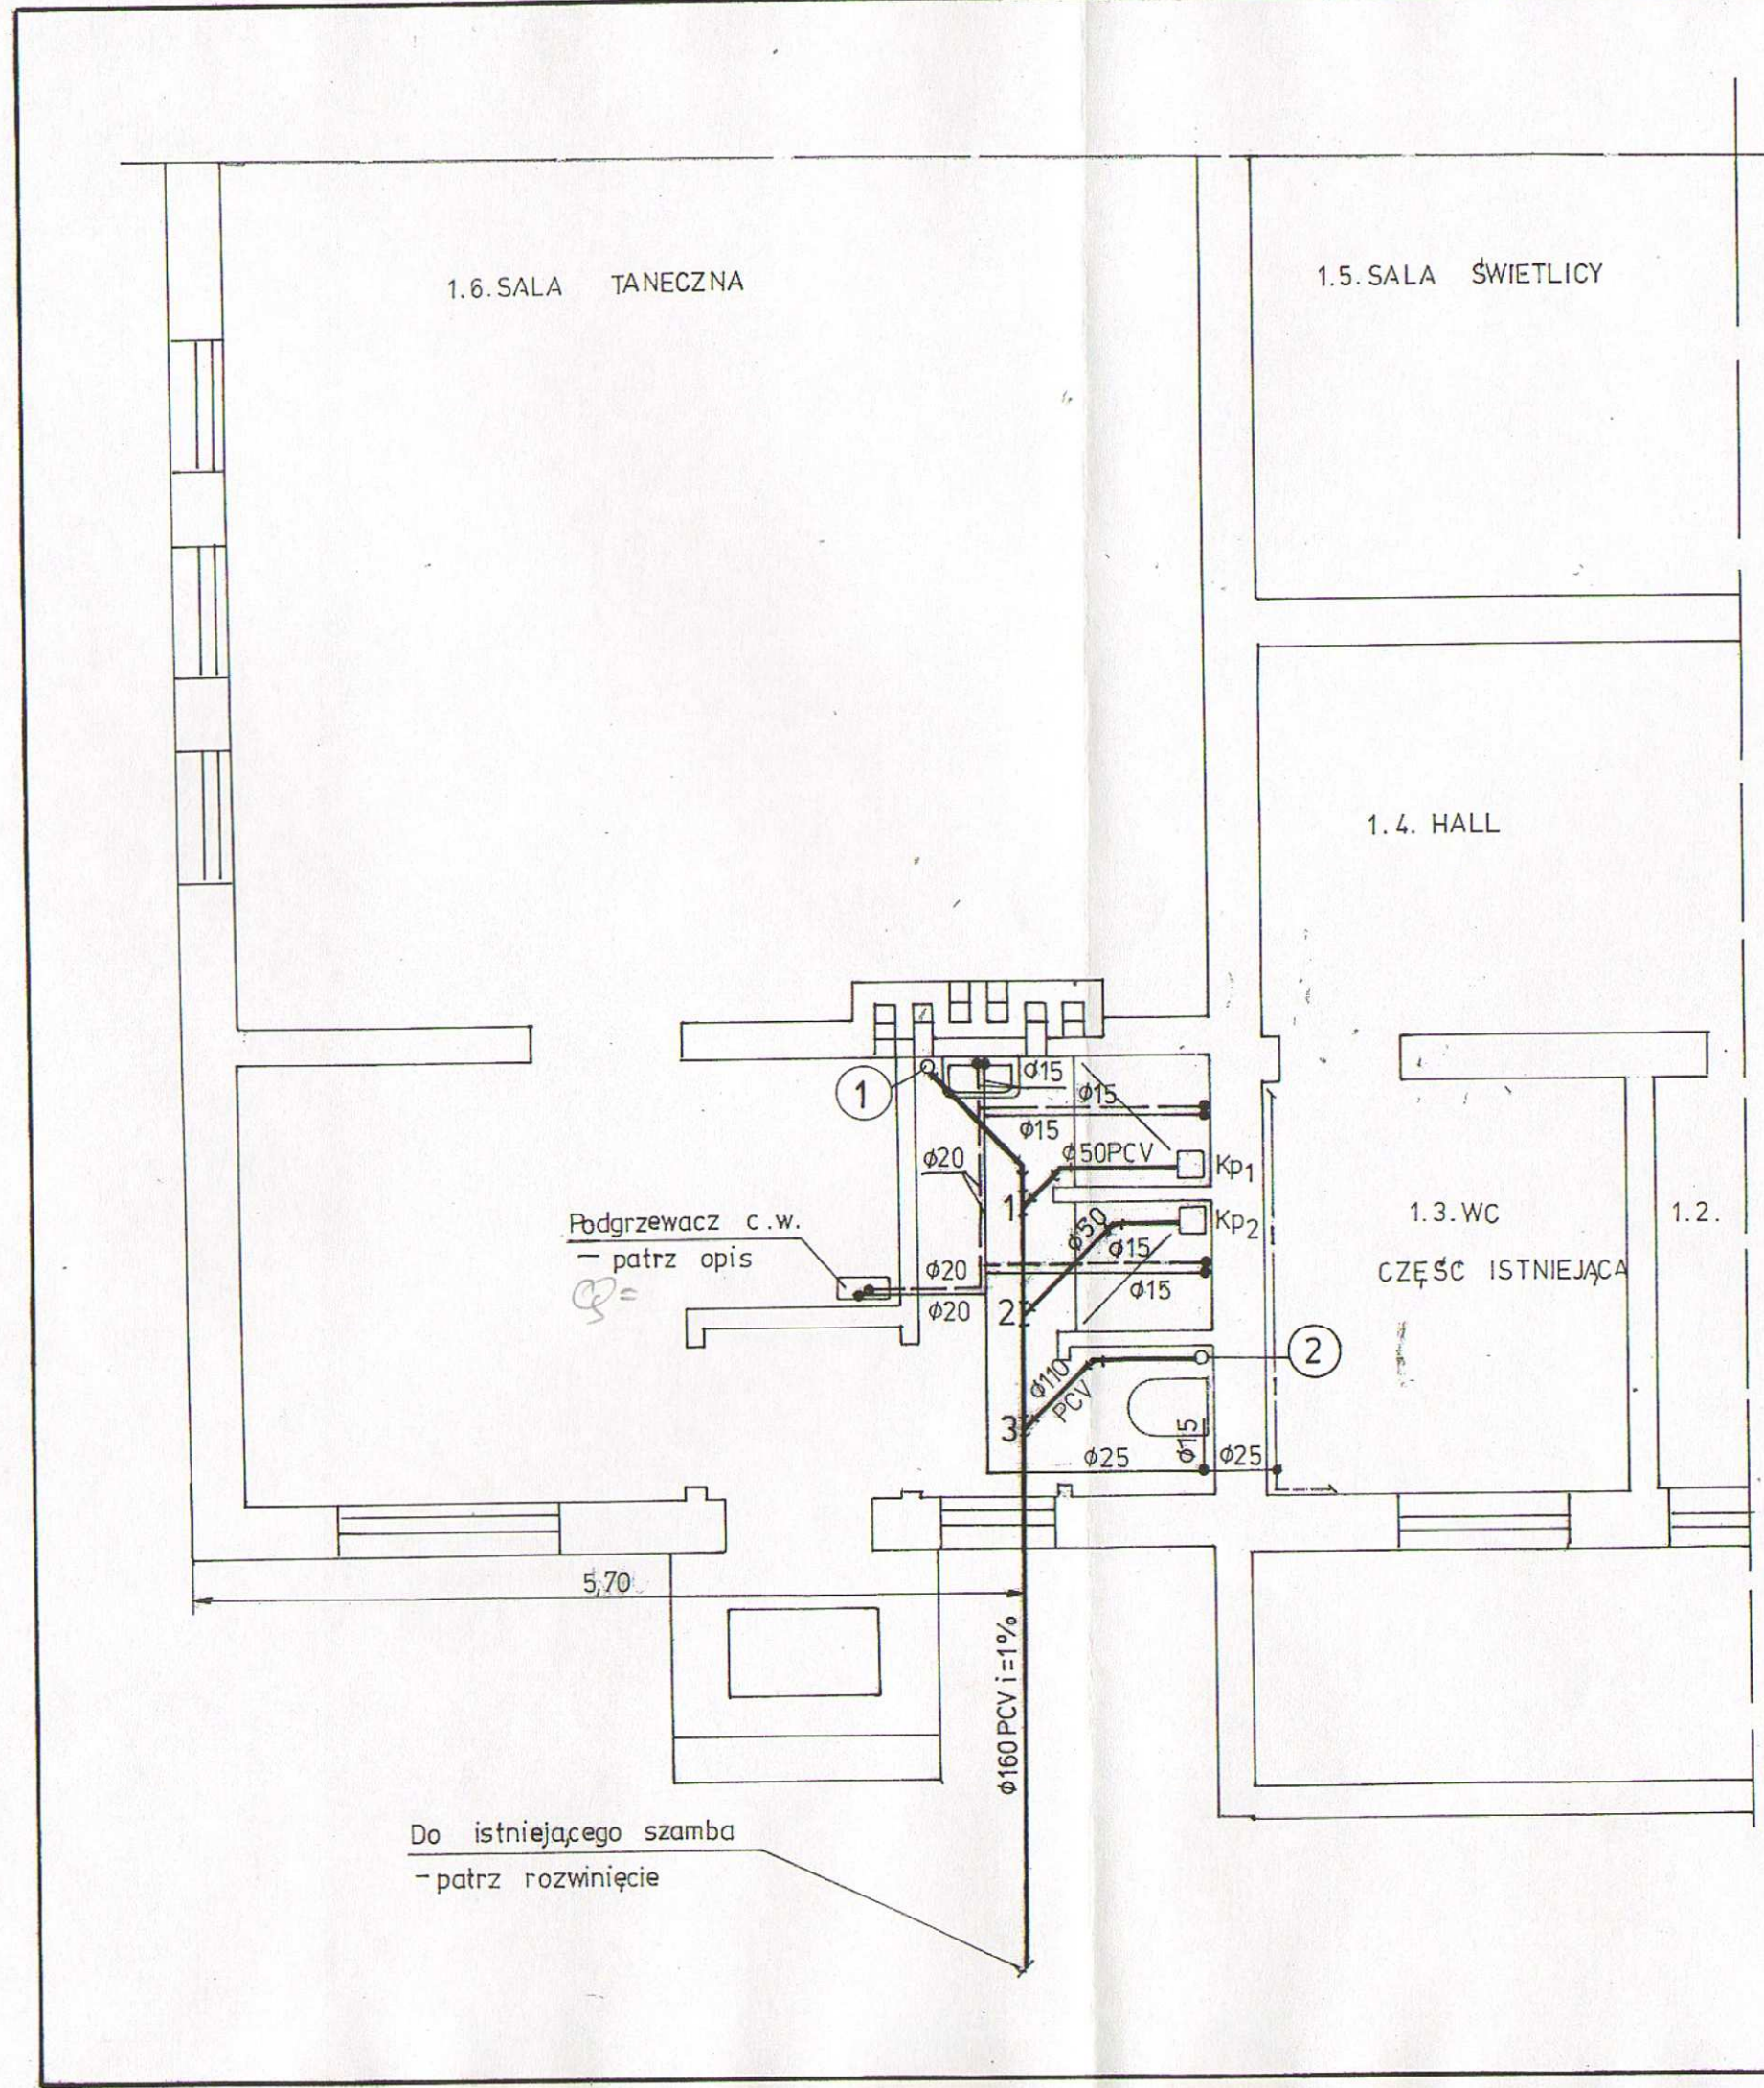 1.6. SALA TANECZNA
1.5. SALA ŚWIETLICY
1.4. HALL
1
φ15
φ15
φ15
φ20
φ50PCV
Kp1
1
Podgrzewacz c.w.
- patrz opis
φ50
Kp2
φ15
1.3. WC
CZĘŚĆ ISTNIEJĄCA
1.2.
φ20
φ20
φ15
2
2
φ110
PCV
3
φ25
φ15
φ25
5,70
φ160PCV i=1%
Do istniejącego szamba
- patrz rozwinięcie